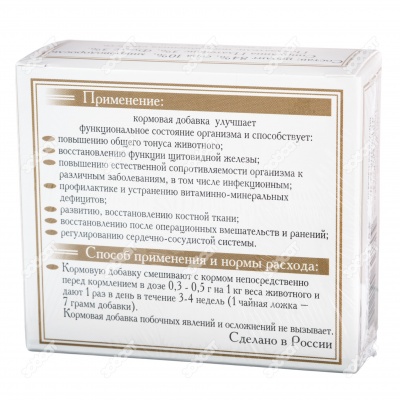 Применение:
кормовая добавка улучшает
функциональное состояние организма и способствует:
повышению общего тонуса животного;
восстановлению функции щитовидной железы;
повышению естественной сопротивляемости организма к
различным заболеваниям, в том числе инфекционным;
профилактике и устранению витаминно-минеральных
дефицитов;
развитию, восстановлению костной ткани;
восстановлению после операционных вмешательств и ранений;
регулированию сердечно-сосудистой системы.
Способ применения и нормы расхода:
Кормовую добавку смешивают с кормом непосредственно
перед кормлением в дозе 0,3 - 0,5 г на 1 кг веса животного и
дают 1 раз в день в течение 3-4 недель (1 чайная ложка –
7 грамм добавки).
Кормовая добавка побочных явлений и осложнений не вызывает.
Сделано в России